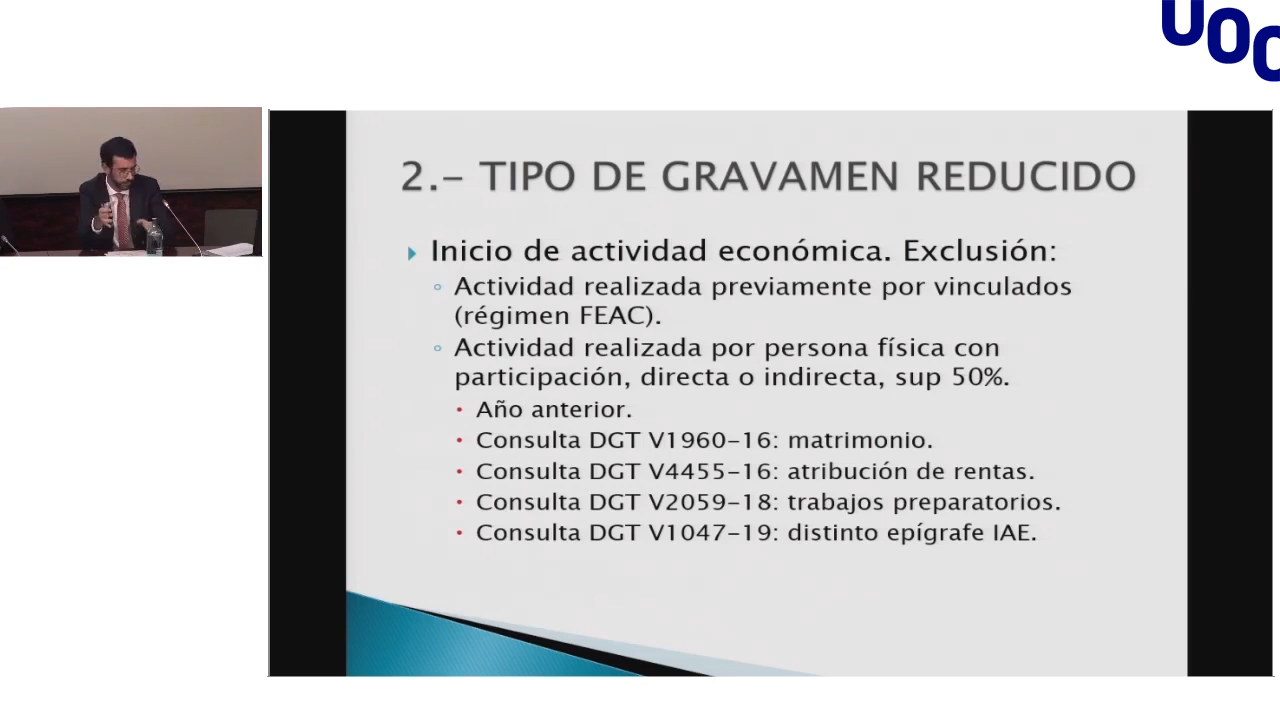 UOC
2.- TIPO DE GRAVAMEN REDUCIDO
Inicio de actividad económica. Exclusión:
Actividad realizada previamente por vinculados
(régimen FEAC).
Actividad realizada por persona física con
participación, directa o indirecta, sup 50%.
Año anterior.
Consulta DGT V1960-16: matrimonio.
Consulta DGT V4455-16: atribución de rentas.
Consulta DGT V2059-18: trabajos preparatorios.
Consulta DGT V1047-19: distinto epígrafe IAE.